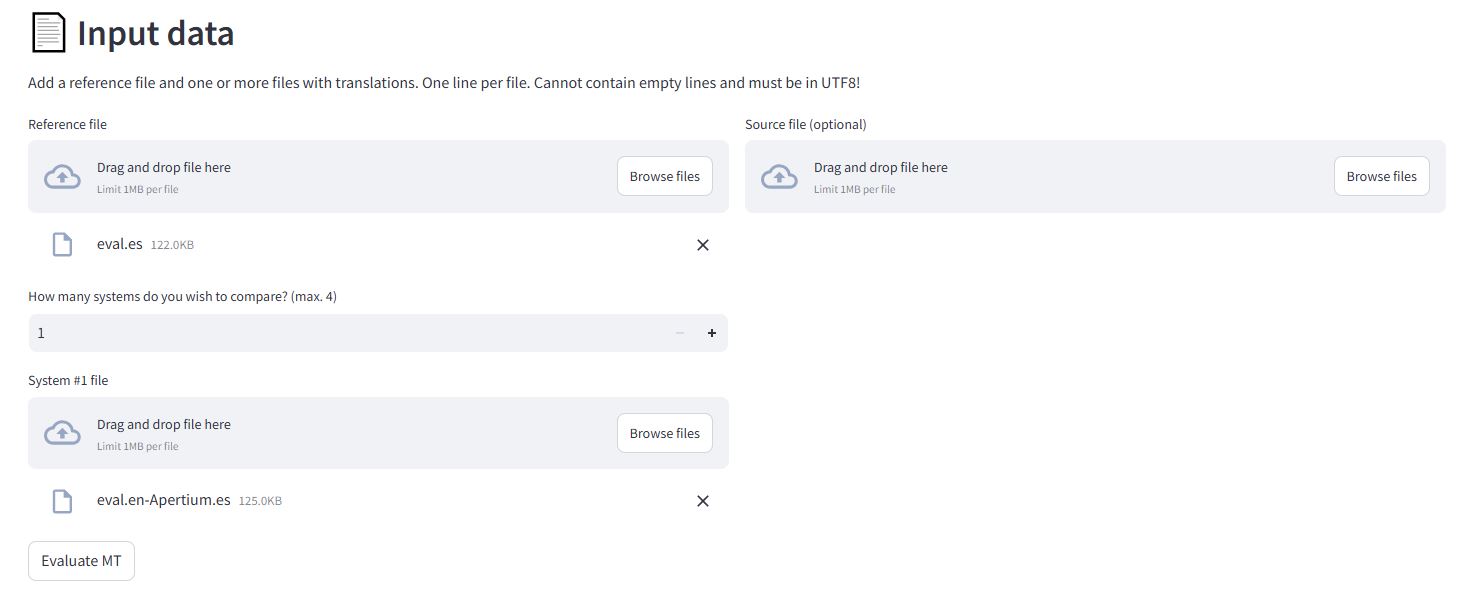 Input data
Add a reference file and one or more files with translations. One line per file. Cannot contain empty lines and must be in UTF8!
Reference file
Drag and drop file here
Limit 1MB per file
Browse files
eval.es 122.0KB
Source file (optional)
Drag and drop file here
Limit 1MB per file
Browse files
How many systems do you wish to compare? (max. 4)
1
System #1 file
Drag and drop file here
Limit 1MB per file
Browse files
eval.en-Apertium.es 125.0KB
Evaluate MT